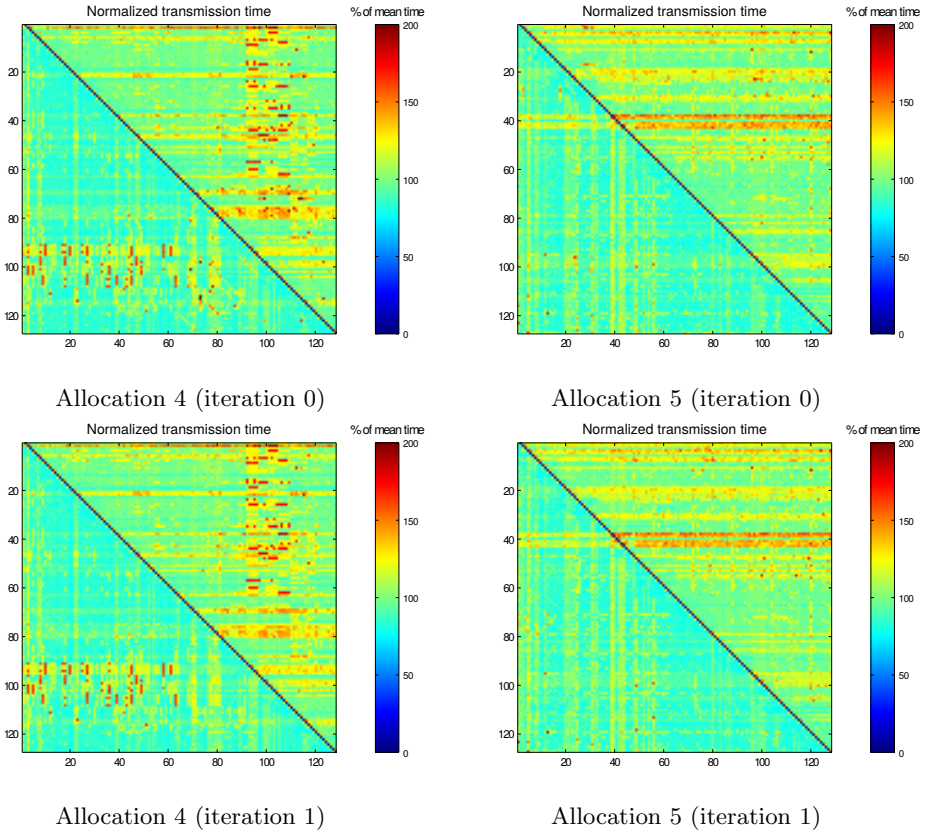 Normalized transmission time
% of mean time
200
150
100
50
0
20
40
60
80
100
120
20 40 60 80 100 120
Normalized transmission time
% of mean time
200
150
100
50
0
20
40
60
80
100
120
20 40 60 80 100 120
Allocation 4 (iteration 0)
Allocation 5 (iteration 0)
Normalized transmission time
% of mean time
200
150
100
50
0
20
40
60
80
100
120
20 40 60 80 100 120
Normalized transmission time
% of mean time
200
150
100
50
0
20
40
60
80
100
120
20 40 60 80 100 120
Allocation 4 (iteration 1)
Allocation 5 (iteration 1)